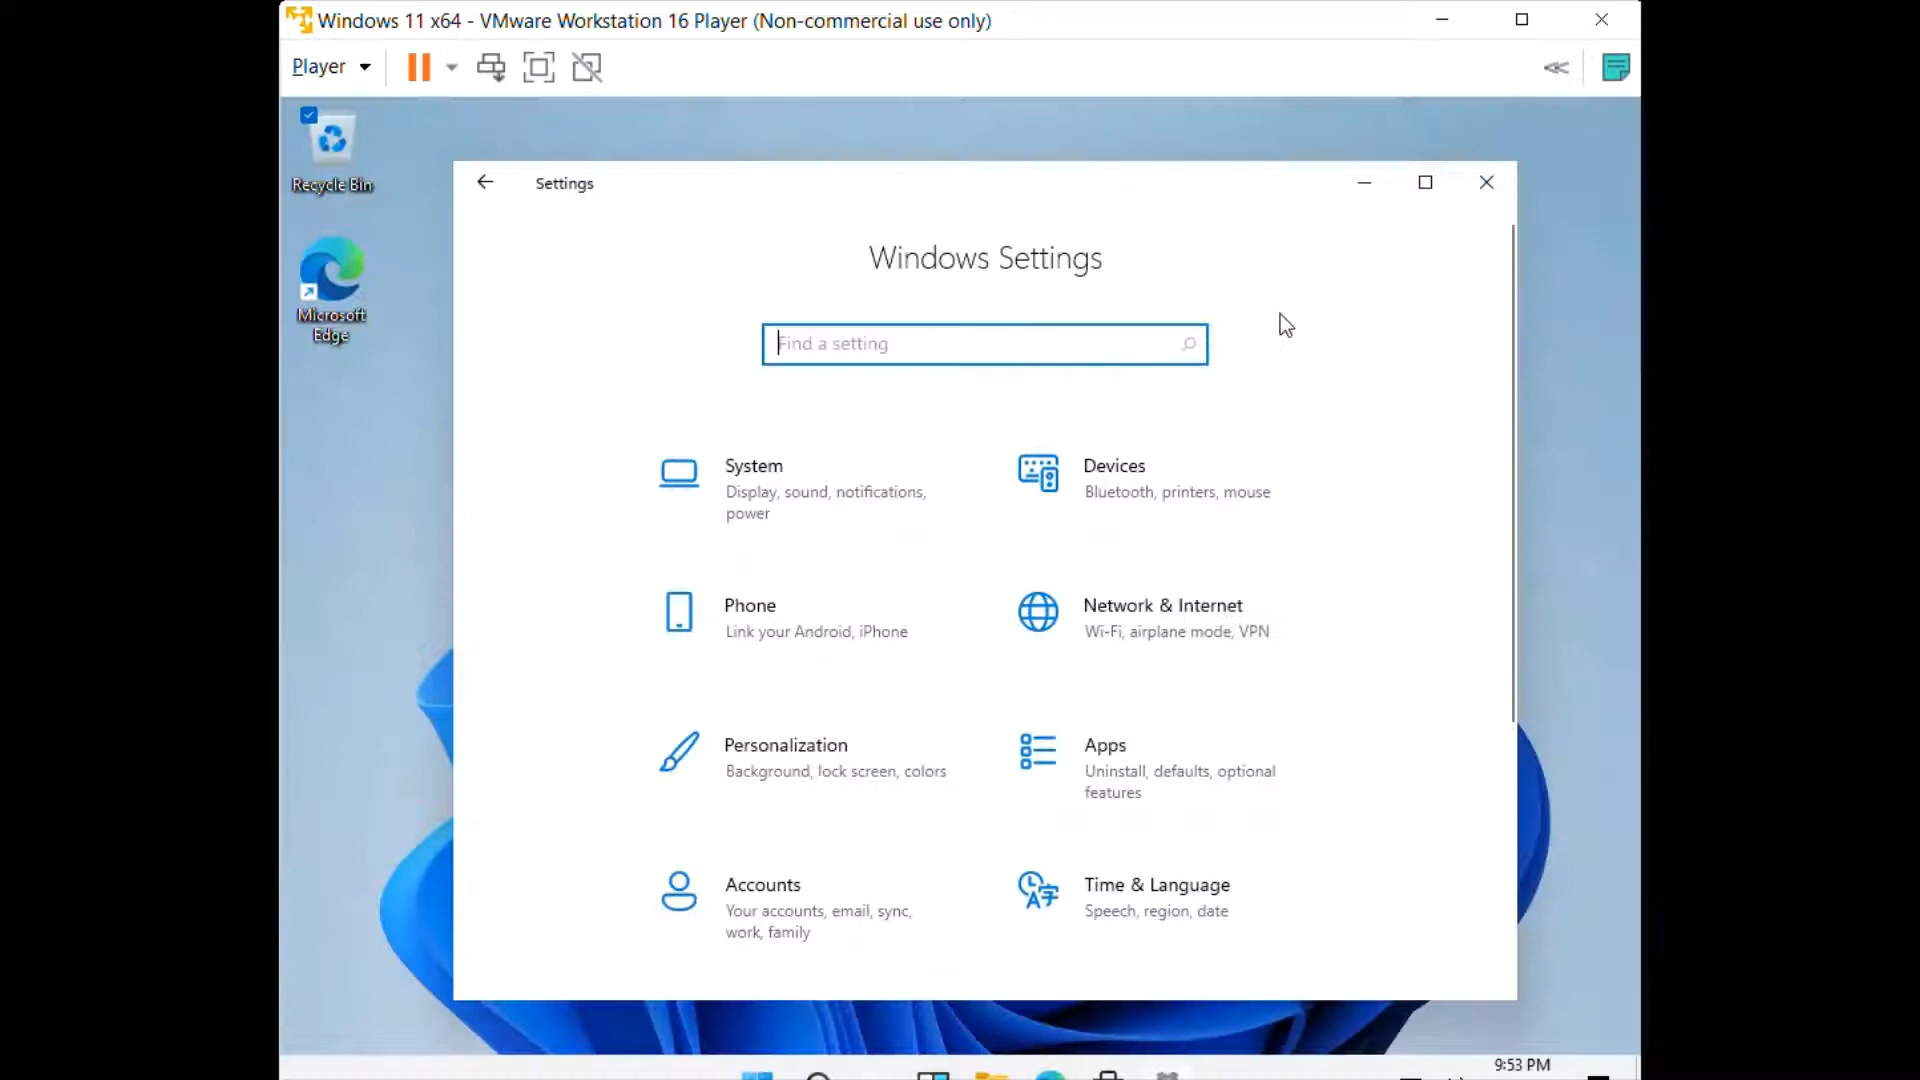 Windows 11 x64 - VMware Workstation 16 Player (Non-commercial use only)
Player
Recycle Bin
Microsoft
Edge
Settings
Windows Settings
Find a setting
System
Display, sound, notifications,
power
Devices
Bluetooth, printers, mouse
Phone
Link your Android, iPhone
Network & Internet
Wi-Fi, airplane mode, VPN
Personalization
Background, lock screen, colors
Apps
Uninstall, defaults, optional
features
Accounts
Your accounts, email, sync,
work, family
Time & Language
Speech, region, date
9:53 PM